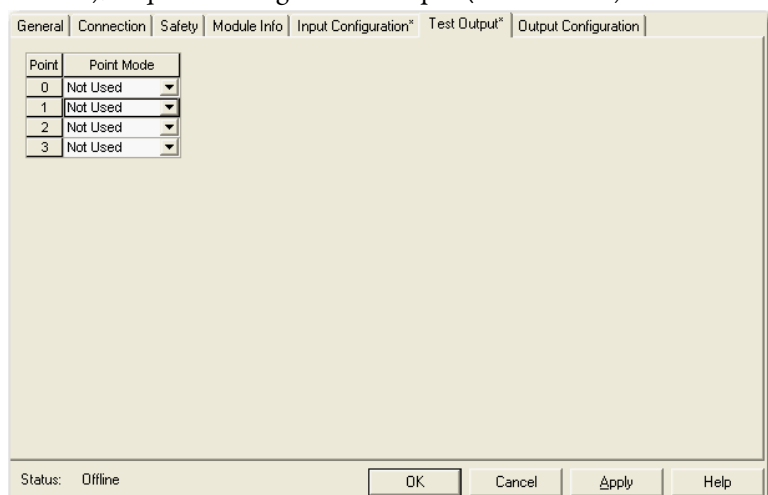 General Connection Safety Module Info Input Configuration* Test Output* Output Configuration
Point Point Mode
0 Not Used
1 Not Used
2 Not Used
3 Not Used
Status: Offline OK Cancel Apply Help